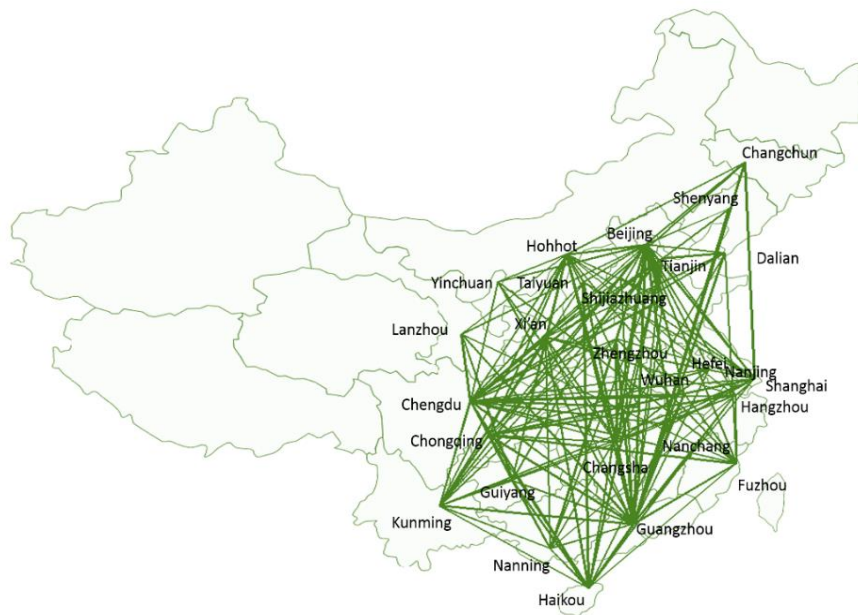 Changchun
Shenyang
Beijing
Hohhot
Tianjin
Dalian
Yinchuan
Taiyuan
Shijiazhuang
Lanzhou
Xi'an
Zhengzhou
Hefei
Nanjing
Wuhan
Shanghai
Chengdu
Hangzhou
Chongqing
Nanchang
Changsha
Fuzhou
Guiyang
Kunming
Guangzhou
Nanning
Haikou